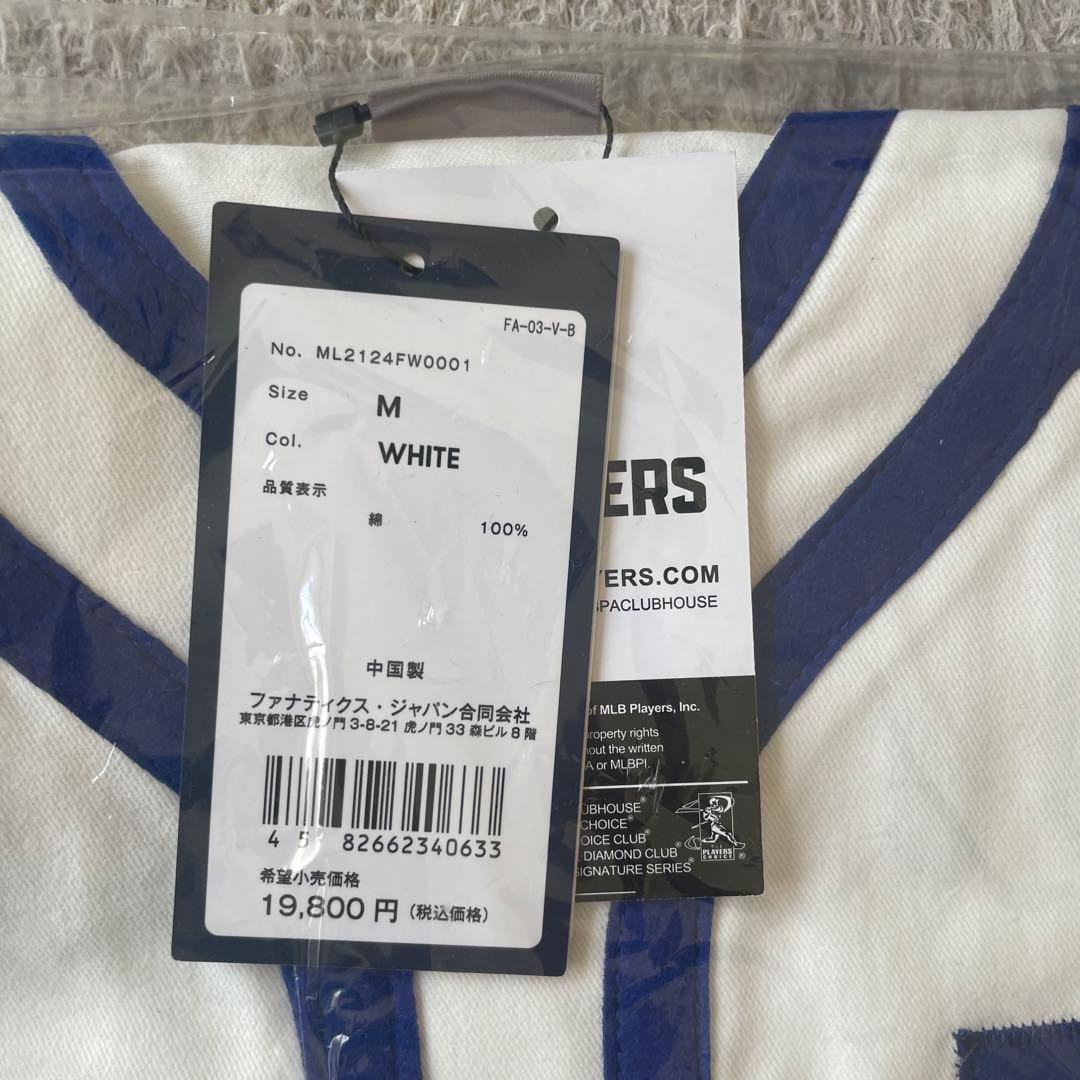 FA-03-V-B
No. ML2124FW0001
Size M
Col. WHITE
品質表示
綿 100%
中国製
ファナティクス・ジャパン合同会社
東京都港区虎ノ門 3-8-21 虎ノ門 33 森ビル 8 階
4 5 82662340633
希望小売価格
19,800 円 (税込価格)
ERS
YERS.COM
SPACLUBHOUSE
of MLB Players, Inc.
property rights
hout the written
A or MLBPI.
UBHOUSE®
CHOICE®
OICE CLUB®
DIAMOND CLUB®
SIGNATURE SERIES®
PLAYERS
CHOICE ®